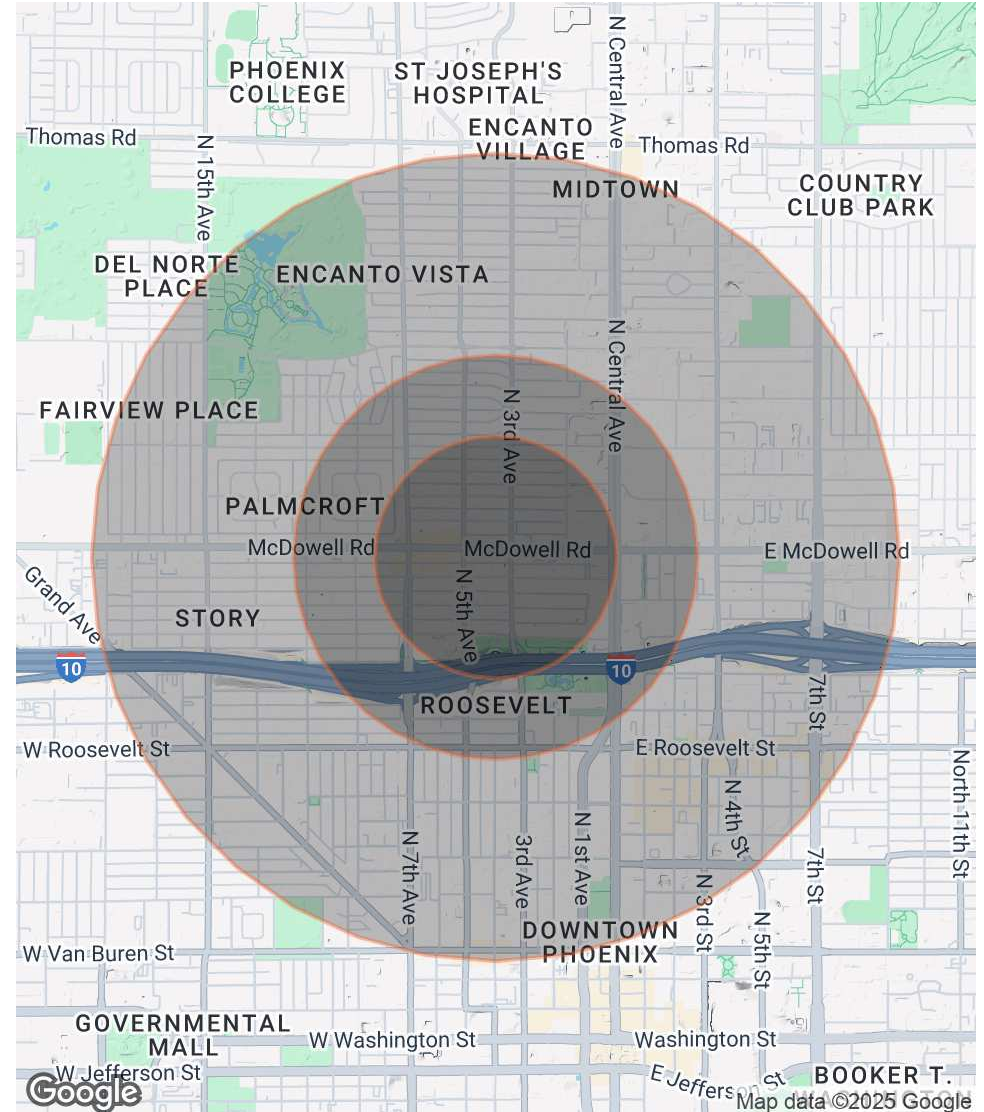 PHOENIX
COLLEGE
ST JOSEPH'S
HOSPITAL
N Central Ave
ENCANTO
VILLAGE
Thomas Rd
Thomas Rd
N 15th Ave
MIDTOWN
COUNTRY
CLUB PARK
DEL NORTE
PLACE
ENCANTO VISTA
N Central Ave
N 3rd Ave
FAIRVIEW PLACE
PALMCROFT
McDowell Rd
McDowell Rd
E McDowell Rd
Grand Ave
N 5th Ave
STORY
10
10
ROOSEVELT
7th St
W Roosevelt St
E Roosevelt St
North 11th St
N 4th St
N 7th Ave
3rd Ave
N 1st Ave
7th St
N 3rd St
N 5th St
DOWNTOWN
PHOENIX
W Van Buren St
GOVERNMENTAL
MALL
W Washington St
Washington St
W Jefferson St
E Jefferson St
BOOKER T.
WASHINGTON
Google
Map data ©2025 Google